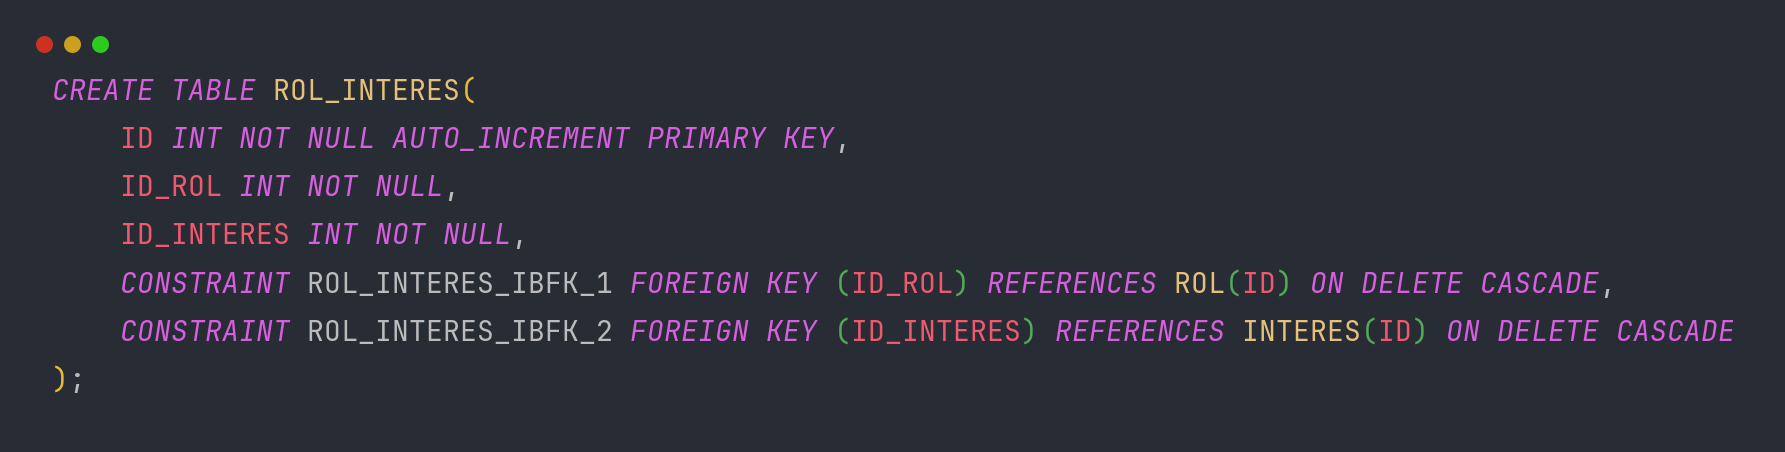 CREATE TABLE ROL_INTERES(
    ID INT NOT NULL AUTO_INCREMENT PRIMARY KEY,
    ID_ROL INT NOT NULL,
    ID_INTERES INT NOT NULL,
    CONSTRAINT ROL_INTERES_IBFK_1 FOREIGN KEY (ID_ROL) REFERENCES ROL(ID) ON DELETE CASCADE,
    CONSTRAINT ROL_INTERES_IBFK_2 FOREIGN KEY (ID_INTERES) REFERENCES INTERES(ID) ON DELETE CASCADE
);